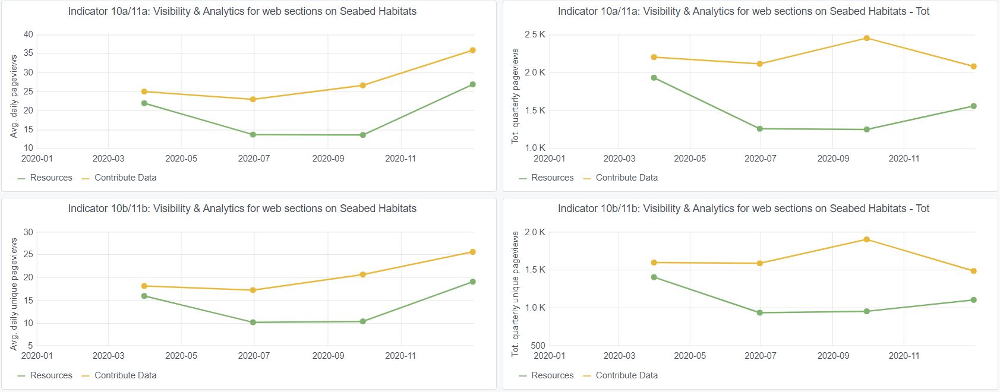 Indicator 10a/11a: Visibility & Analytics for web sections on Seabed Habitats
Avg. daily pageviews
40
35
30
25
20
15
10
2020-01 2020-03 2020-05 2020-07 2020-09 2020-11
Resources Contribute Data
Indicator 10a/11a: Visibility & Analytics for web sections on Seabed Habitats - Tot
Tot. quarterly pageviews
2.5 K
2.0 K
1.5 K
1.0 K
2020-01 2020-03 2020-05 2020-07 2020-09 2020-11
Resources Contribute Data
Indicator 10b/11b: Visibility & Analytics for web sections on Seabed Habitats
Avg. daily unique pageviews
30
25
20
15
10
5
2020-01 2020-03 2020-05 2020-07 2020-09 2020-11
Resources Contribute Data
Indicator 10b/11b: Visibility & Analytics for web sections on Seabed Habitats - Tot
Tot. quarterly unique pageviews
2.0 K
1.5 K
1.0 K
500
2020-01 2020-03 2020-05 2020-07 2020-09 2020-11
Resources Contribute Data